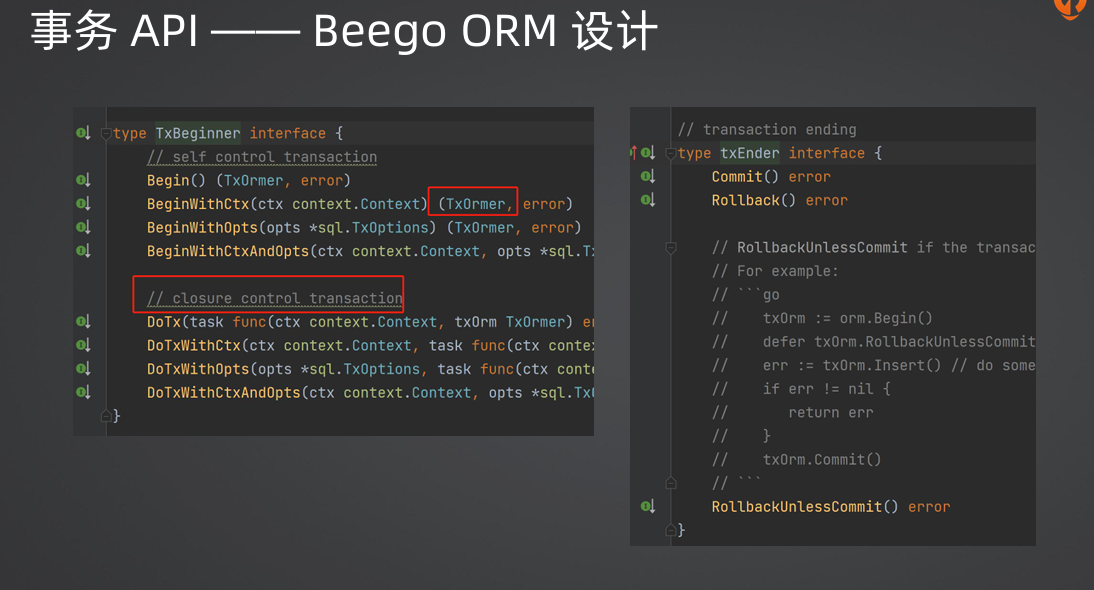 事务 API —— Beego ORM 设计
type TxBeginner interface {
// self control transaction
Begin() (TxOrmer, error)
BeginWithCtx(ctx context.Context) (TxOrmer, error)
BeginWithOpts(opts *sql.TxOptions) (TxOrmer, error)
BeginWithCtxAndOpts(ctx context.Context, opts *sql.Tx
// closure control transaction
DoTx(task func(ctx context.Context, txOrm TxOrmer) er
DoTxWithCtx(ctx context.Context, task func(ctx conte
DoTxWithOpts(opts *sql.TxOptions, task func(ctx conte
DoTxWithCtxAndOpts(ctx context.Context, opts *sql.TxO
}
// transaction ending
type txEnder interface {
Commit() error
Rollback() error
// RollbackUnlessCommit if the transac
// For example:
// ```go
// txOrm := orm.Begin()
// defer txOrm.RollbackUnlessCommit
// err := txOrm.Insert() // do some
// if err != nil {
// return err
// }
// txOrm.Commit()
// ```
RollbackUnlessCommit() error
}